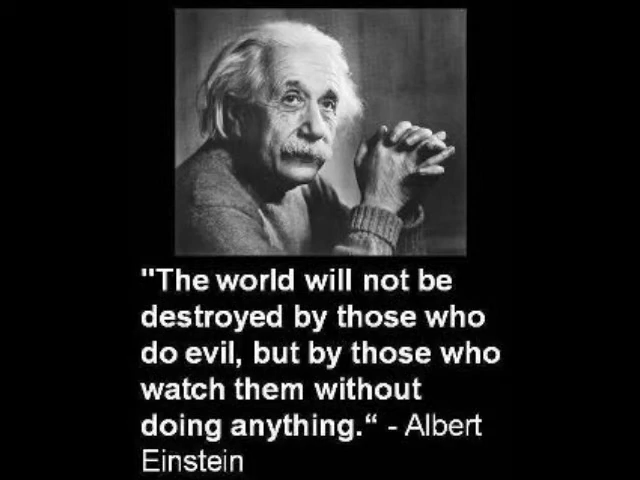 "The world will not be
destroyed by those who
do evil, but by those who
watch them without
doing anything.“ - Albert
Einstein